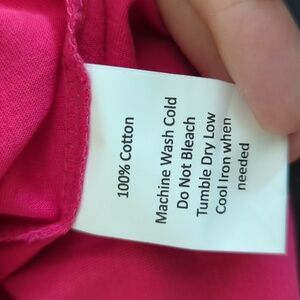 100% Cotton
Machine Wash Cold
Do Not Bleach
Tumble Dry Low
Cool Iron when
needed